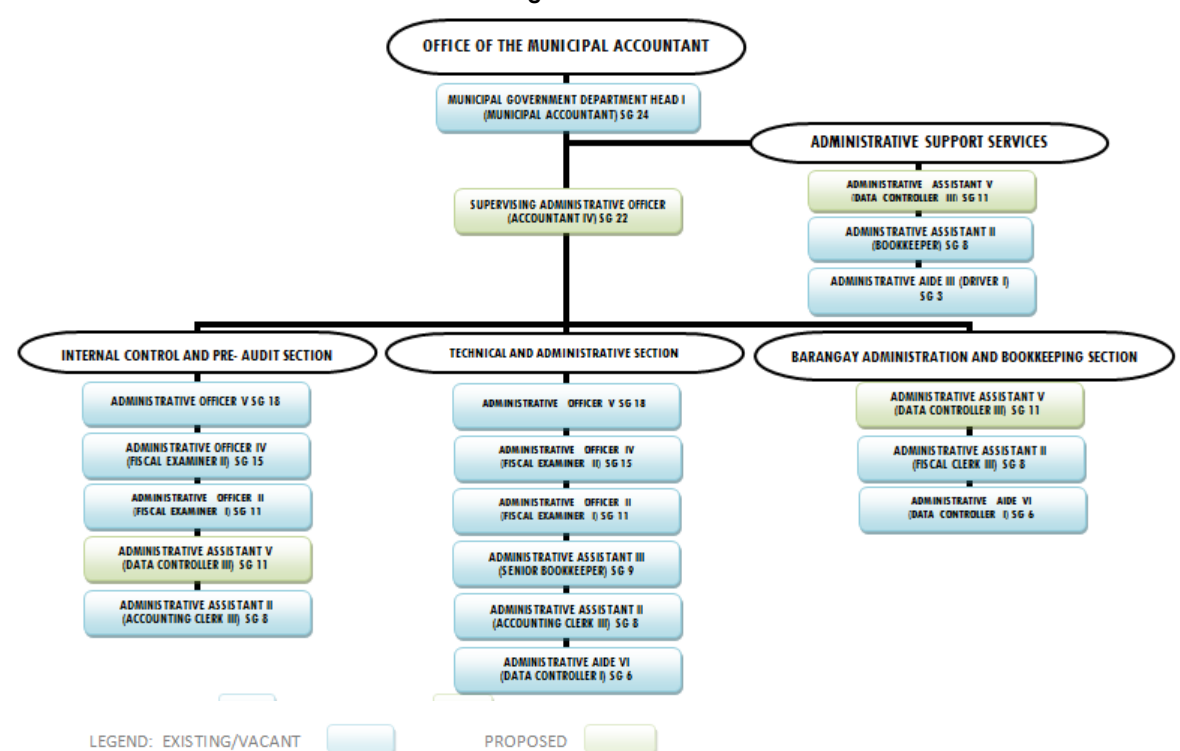 OFFICE OF THE MUNICIPAL ACCOUNTANT
MUNICIPAL GOVERNMENT DEPARTMENT HEAD I
(MUNICIPAL ACCOUNTANT) SG 24
ADMINISTRATIVE SUPPORT SERVICES
ADMINISTRATIVE ASSISTANT V
(DATA CONTROLLER III) SG 11
ADMINSTRATIVE ASSISTANT II
(BOOKKEEPER) SG 8
ADMINISTRATIVE AIDE III (DRIVER I)
SG 3
SUPERVISING ADMINISTRATIVE OFFICER
(ACCOUNTANT IV) SG 22
INTERNAL CONTROL AND PRE- AUDIT SECTION
ADMINISTRATIVE OFFICER V SG 18
ADMINISTRATIVE OFFICER IV
(FISCAL EXAMINER II) SG 15
ADMINISTRATIVE OFFICER II
(FISCAL EXAMINER I) SG 11
ADMINISTRATIVE ASSISTANT V
(DATA CONTROLLER III) SG 11
ADMINISTRATIVE ASSISTANT II
(ACCOUNTING CLERK III) SG 8
TECHNICAL AND ADMINISTRATIVE SECTION
ADMINISTRATIVE OFFICER V SG 18
ADMINISTRATIVE OFFICER IV
(FISCAL EXAMINER II) SG 15
ADMINISTRATIVE OFFICER II
(FISCAL EXAMINER I) SG 11
ADMINISTRATIVE ASSISTANT III
(SENIOR BOOKKEEPER) SG 9
ADMINISTRATIVE ASSISTANT II
(ACCOUNTING CLERK III) SG 8
ADMINISTRATIVE AIDE VI
(DATA CONTROLLER I) SG 6
BARANGAY ADMINISTRATION AND BOOKKEEPING SECTION
ADMINISTRATIVE ASSISTANT V
(DATA CONTROLLER III) SG 11
ADMINISTRATIVE ASSISTANT II
(FISCAL CLERK III) SG 8
ADMINISTRATIVE AIDE VI
(DATA CONTROLLER I) SG 6
LEGEND: EXISTING/VACANT PROPOSED